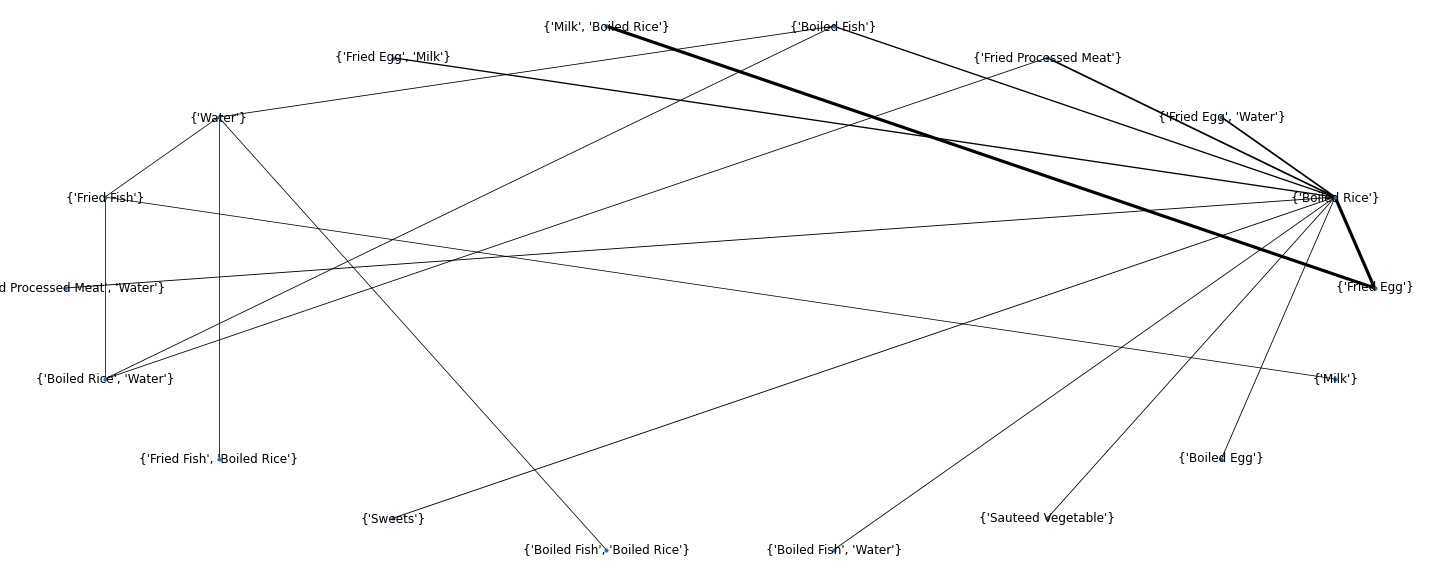 {'Milk', 'Boiled Rice'}
{'Boiled Fish'}
{'Fried Egg', 'Milk'}
{'Fried Processed Meat'}
{'Water'}
{'Fried Egg', 'Water'}
{'Fried Fish'}
{'Boiled Rice'}
d Processed Meat', 'Water'}
{'Fried Egg'}
{'Boiled Rice', 'Water'}
{'Milk'}
{'Fried Fish', 'Boiled Rice'}
{'Boiled Egg'}
{'Sweets'}
{'Sauteed Vegetable'}
{'Boiled Fish', 'Boiled Rice'}
{'Boiled Fish', 'Water'}